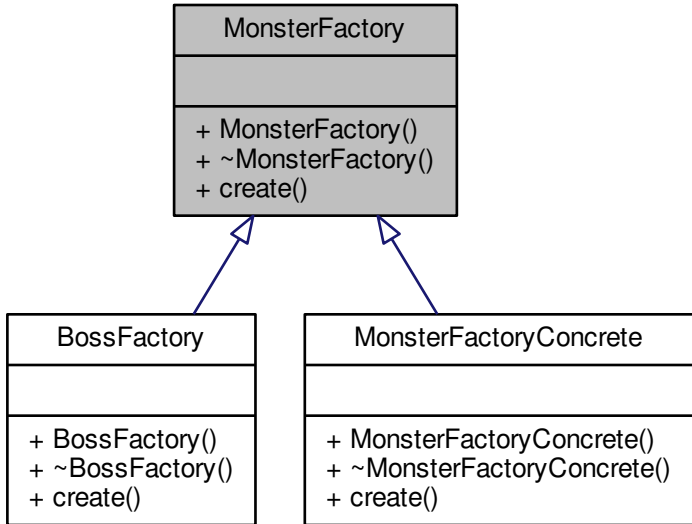 MonsterFactory
+ MonsterFactory()
+ ~MonsterFactory()
+ create()
BossFactory
+ BossFactory()
+ ~BossFactory()
+ create()
MonsterFactoryConcrete
+ MonsterFactoryConcrete()
+ ~MonsterFactoryConcrete()
+ create()